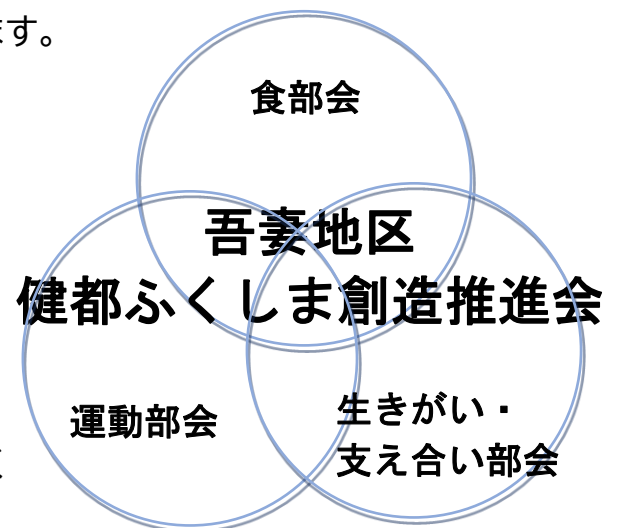 ます。
食部会
吾妻地区
健都ふくしま創造推進会
運動部会
生きがい・
支え合い部会